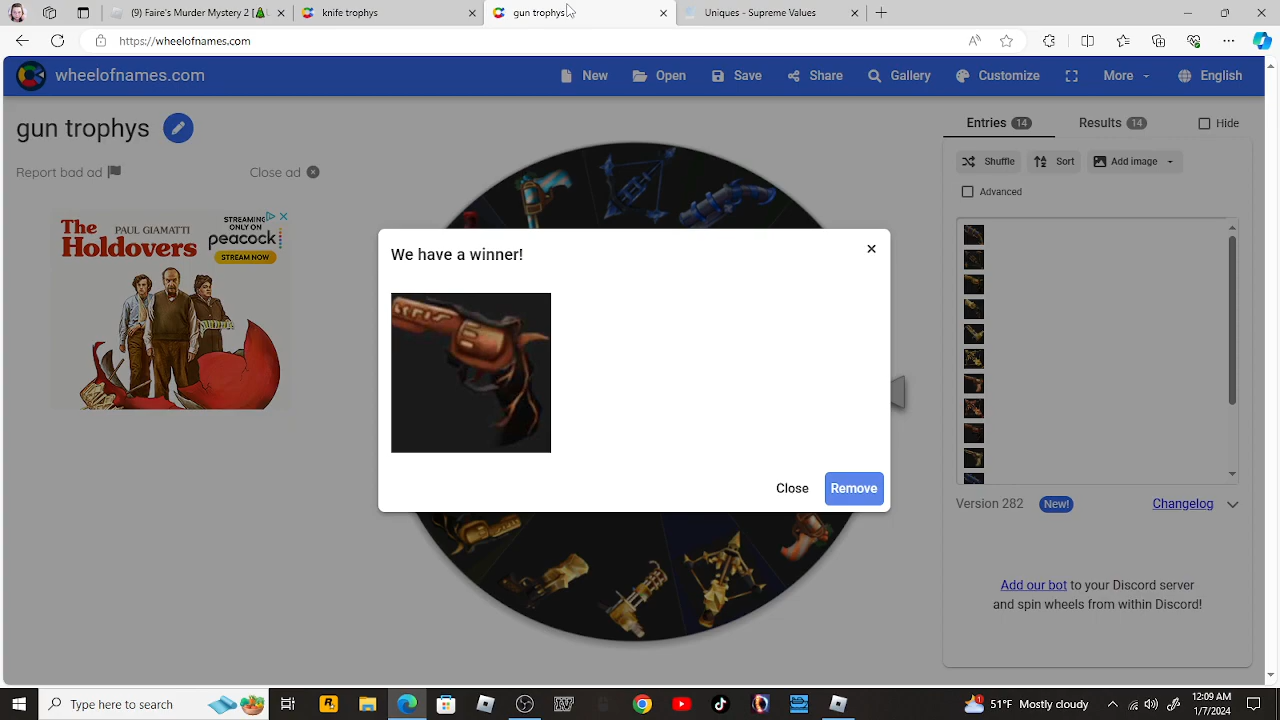 (9) Faire's Murder Mystery 2 [
knife trophys
gun trophys
Uniques - Supreme Values
https://wheelofnames.com
wheelofnames.com
New
Open
Save
Share
Gallery
Customize
More
English
gun trophys
Report bad ad
Close ad
The Holdovers
PAUL GIAMATTI
STREAMING
ONLY ON
peacock
STREAM NOW
We have a winner!
Close
Remove
Entries 14
Results 14
Hide
Shuffle
Sort
Add image
Advanced
Version 282
New!
Changelog
Add our bot to your Discord server
and spin wheels from within Discord!
Type here to search
51°F Mostly cloudy
12:09 AM
1/7/2024